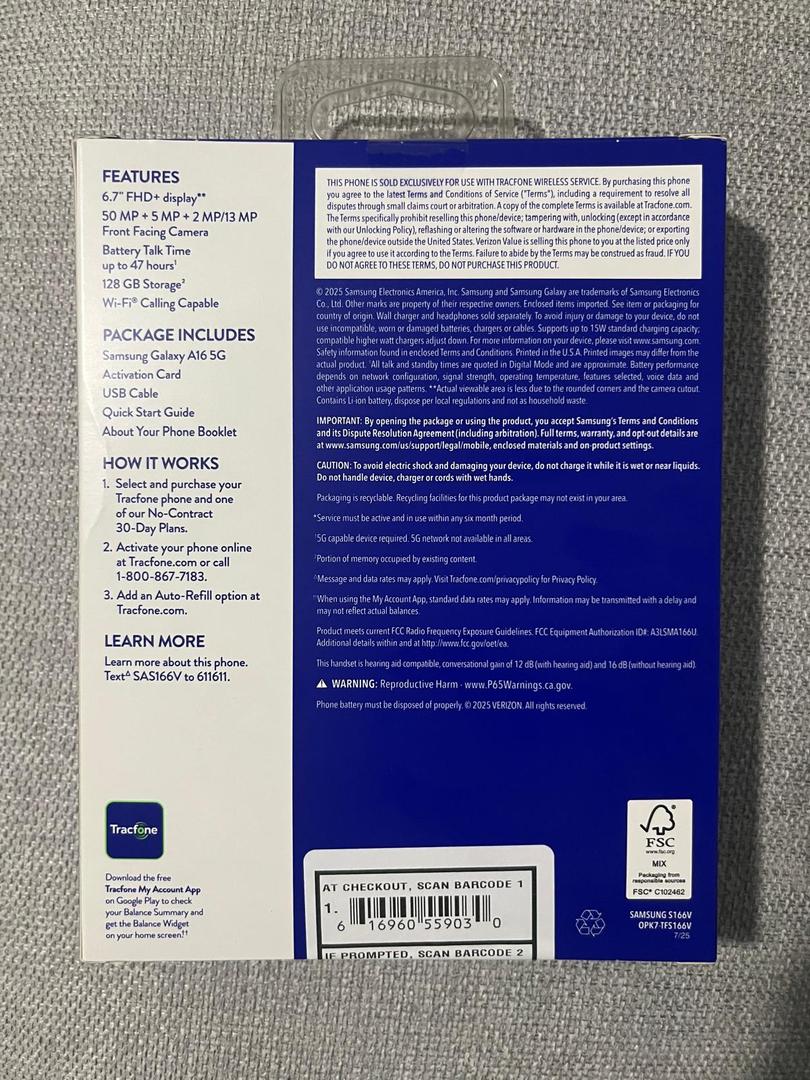 FEATURES
6.7" FHD+ display**
50 MP + 5 MP + 2 MP/13 MP
Front Facing Camera
Battery Talk Time
up to 47 hours¹
128 GB Storage²
Wi-Fi® Calling Capable
PACKAGE INCLUDES
Samsung Galaxy A16 5G
Activation Card
USB Cable
Quick Start Guide
About Your Phone Booklet
HOW IT WORKS
1. Select and purchase your
Tracfone phone and one
of our No-Contract
30-Day Plans.
2. Activate your phone online
at Tracfone.com or call
1-800-867-7183.
3. Add an Auto-Refill option at
Tracfone.com.
LEARN MORE
Learn more about this phone.
Text^Δ SAS166V to 611611.
Tracfone
Download the free
Tracfone My Account App
on Google Play to check
your Balance Summary and
get the Balance Widget
on your home screen!††
THIS PHONE IS SOLD EXCLUSIVELY FOR USE WITH TRACFONE WIRELESS SERVICE. By purchasing this phone
you agree to the latest Terms and Conditions of Service ("Terms"), including a requirement to resolve all
disputes through small claims court or arbitration. A copy of the complete Terms is available at Tracfone.com.
The Terms specifically prohibit reselling this phone/device; tampering with, unlocking (except in accordance
with our Unlocking Policy), reflashing or altering the software or hardware in the phone/device; or exporting
the phone/device outside the United States. Verizon Value is selling this phone to you at the listed price only
if you agree to use it according to the Terms. Failure to abide by the Terms may be construed as fraud. IF YOU
DO NOT AGREE TO THESE TERMS, DO NOT PURCHASE THIS PRODUCT.
© 2025 Samsung Electronics America, Inc. Samsung and Samsung Galaxy are trademarks of Samsung Electronics
Co., Ltd. Other marks are property of their respective owners. Enclosed items imported. See item or packaging for
country of origin. Wall charger and headphones sold separately. To avoid injury or damage to your device, do not
use incompatible, worn or damaged batteries, chargers or cables. Supports up to 15W standard charging capacity;
compatible higher watt chargers adjust down. For more information on your device, please visit www.samsung.com.
Safety information found in enclosed Terms and Conditions. Printed in the U.S.A. Printed images may differ from the
actual product. ¹All talk and standby times are quoted in Digital Mode and are approximate. Battery performance
depends on network configuration, signal strength, operating temperature, features selected, voice data and
other application usage patterns. **Actual viewable area is less due to the rounded corners and the camera cutout.
Contains Li-ion battery, dispose per local regulations and not as household waste.
IMPORTANT: By opening the package or using the product, you accept Samsung's Terms and Conditions
and its Dispute Resolution Agreement (including arbitration). Full terms, warranty, and opt-out details are
at www.samsung.com/us/support/legal/mobile, enclosed materials and on-product settings.
CAUTION: To avoid electric shock and damaging your device, do not charge it while it is wet or near liquids.
Do not handle device, charger or cords with wet hands.
Packaging is recyclable. Recycling facilities for this product package may not exist in your area.
*Service must be active and in use within any six month period.
†5G capable device required. 5G network not available in all areas.
²Portion of memory occupied by existing content.
^ΔMessage and data rates may apply. Visit Tracfone.com/privacypolicy for Privacy Policy.
††When using the My Account App, standard data rates may apply. Information may be transmitted with a delay and
may not reflect actual balances.
Product meets current FCC Radio Frequency Exposure Guidelines. FCC Equipment Authorization ID#: A3LSMA166U.
Additional details within and at http://www.fcc.gov/oet/ea.
This handset is hearing aid compatible, conversational gain of 12 dB (with hearing aid) and 16 dB (without hearing aid).
⚠ WARNING: Reproductive Harm - www.P65Warnings.ca.gov.
Phone battery must be disposed of properly. © 2025 VERIZON. All rights reserved.
AT CHECKOUT, SCAN BARCODE 1
1.
6 16960 55903 0
IF PROMPTED, SCAN BARCODE 2
FSC
www.fsc.org
MIX
Packaging from
responsible sources
FSC® C102462
SAMSUNG S166V
OPK7-TFS166V
7/25